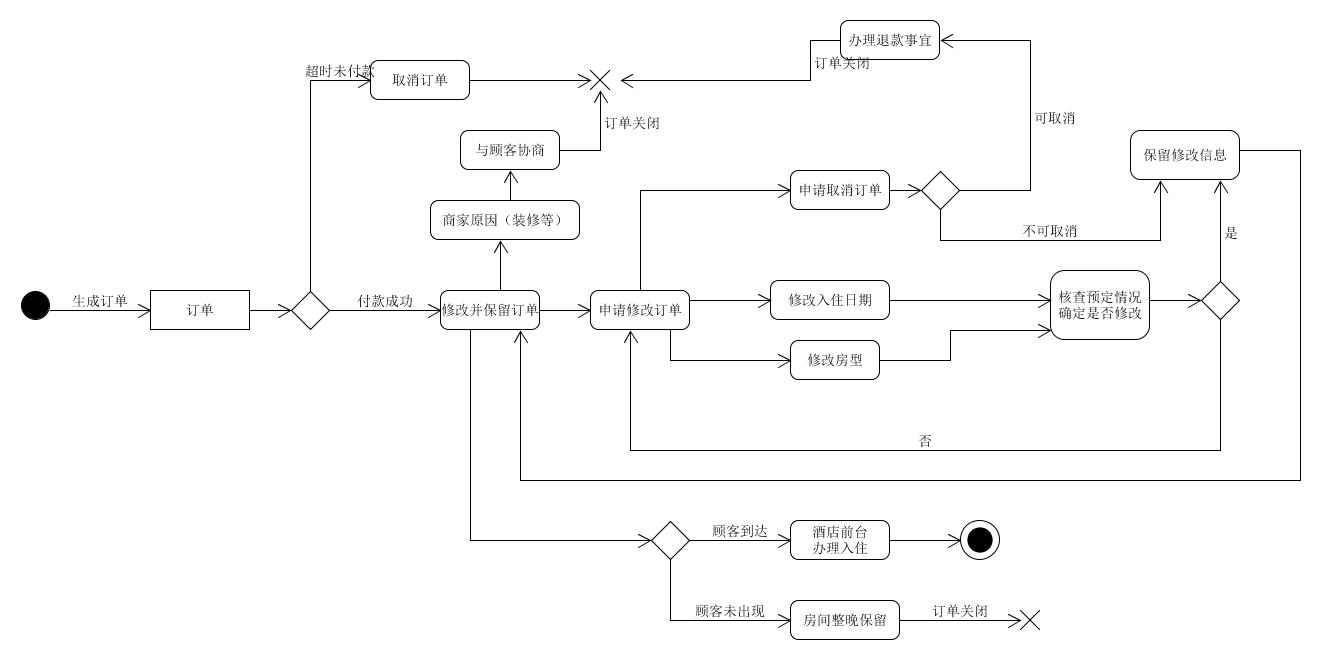 办理退款事宜
订单关闭
超时未付款
取消订单
订单关闭
可取消
与顾客协商
保留修改信息
申请取消订单
商家原因（装修等）
不可取消
是
生成订单
订单
付款成功
修改并保留订单
申请修改订单
修改入住日期
核查预定情况
确定是否修改
修改房型
否
顾客到达
酒店前台
办理入住
顾客未出现
房间整晚保留
订单关闭